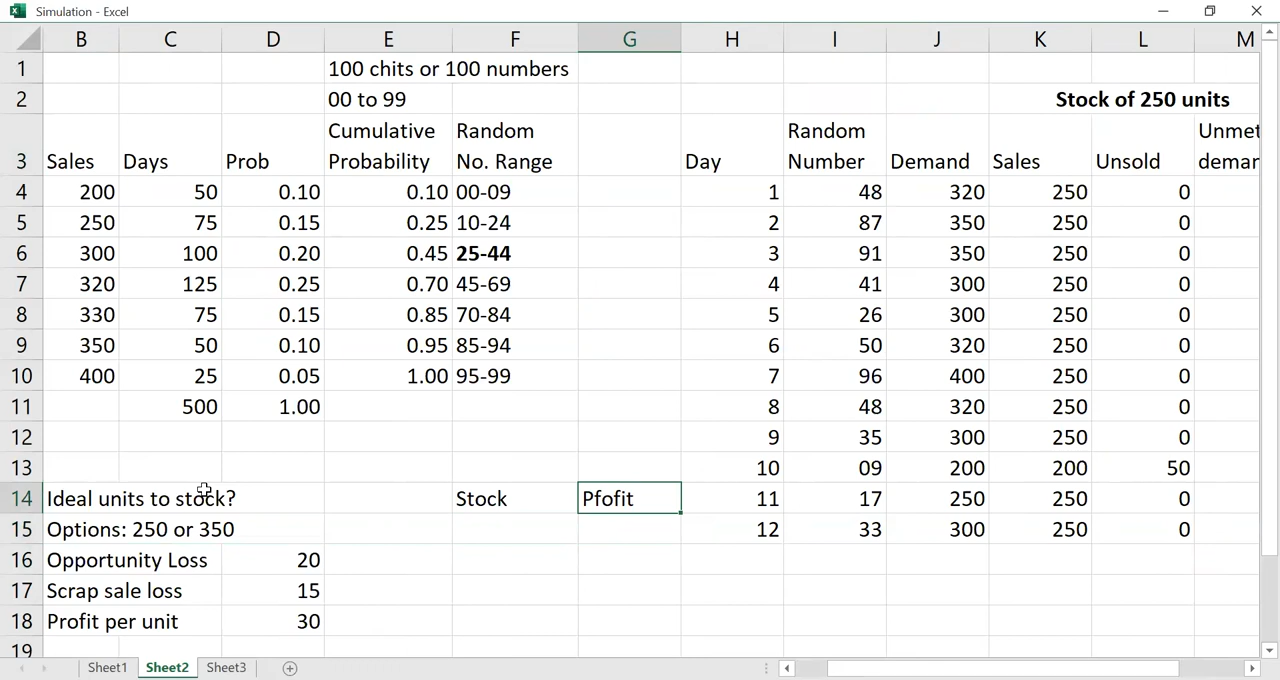 Simulation - Excel
B C D E F G H I J K L M
1 100 chits or 100 numbers
2 00 to 99 Stock of 250 units
Cumulative Random Random Unmet
3 Sales Days Prob Probability No. Range Day Number Demand Sales Unsold demar
4 200 50 0.10 0.10 00-09 1 48 320 250 0
5 250 75 0.15 0.25 10-24 2 87 350 250 0
6 300 100 0.20 0.45 25-44 3 91 350 250 0
7 320 125 0.25 0.70 45-69 4 41 300 250 0
8 330 75 0.15 0.85 70-84 5 26 300 250 0
9 350 50 0.10 0.95 85-94 6 50 320 250 0
10 400 25 0.05 1.00 95-99 7 96 400 250 0
11 500 1.00 8 48 320 250 0
12 9 35 300 250 0
13 10 09 200 200 50
14 Ideal units to stock? Stock Pfofit 11 17 250 250 0
15 Options: 250 or 350 12 33 300 250 0
16 Opportunity Loss 20
17 Scrap sale loss 15
18 Profit per unit 30
19
Sheet1 Sheet2 Sheet3